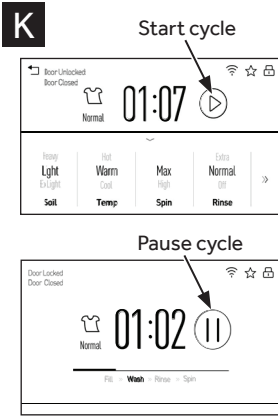 K
Start cycle
Door Unlocked
Door Closed
Normal
01:07
Heavy Hot Extra
Lght Warm Max Normal
ExLight Cool High Off »
Soil Temp Spin Rinse
Pause cycle
Door Locked
Door Closed
Normal
01:02
Fill » Wash » Rinse » Spin